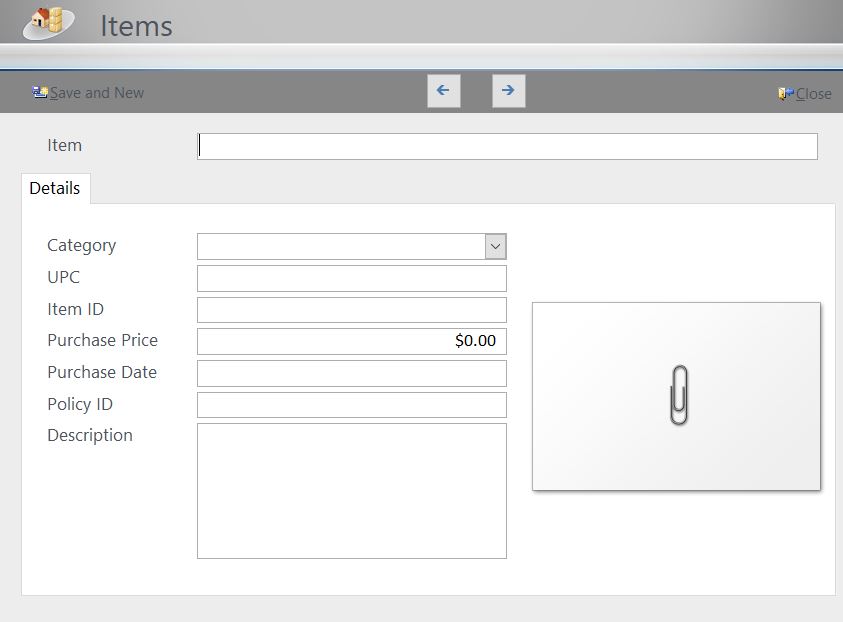 Items
Save and New
Close
Item
Details
Category
UPC
Item ID
Purchase Price $0.00
Purchase Date
Policy ID
Description